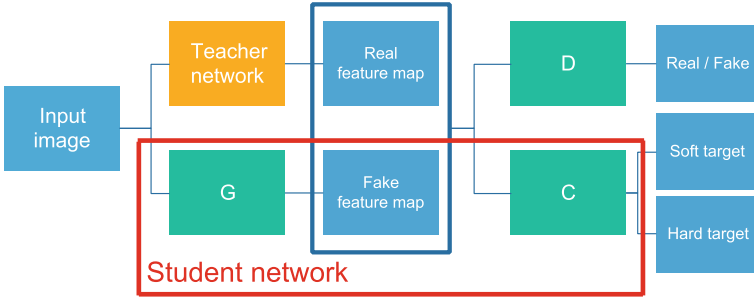 Input
image
Teacher
network
Real
feature map
D
Real / Fake
G
Fake
feature map
C
Soft target
Hard target
Student network